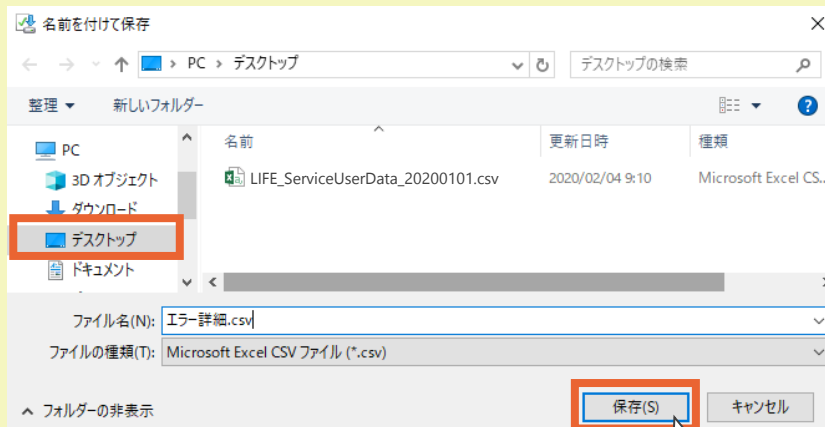 名前を付けて保存
PC › デスクトップ
デスクトップの検索
整理 新しいフォルダー
名前 更新日時 種類
PC
3D オブジェクト
LIFE_ServiceUserData_20200101.csv 2020/02/04 9:10 Microsoft Excel CS..
ダウンロード
デスクトップ
ドキュメント
ファイル名(N): エラー詳細.csv
ファイルの種類(T): Microsoft Excel CSV ファイル (*.csv)
フォルダーの非表示
保存(S)
キャンセル